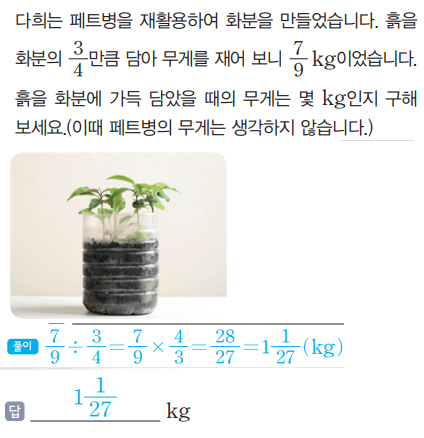 다희는 페트병을 재활용하여 화분을 만들었습니다. 흙을
화분의 3/4만큼 담아 무게를 재어 보니 7/9 kg이었습니다.
흙을 화분에 가득 담았을 때의 무게는 몇 kg인지 구해
보세요.(이때 페트병의 무게는 생각하지 않습니다.)
풀이 7/9 ÷ 3/4 = 7/9 × 4/3 = 28/27 = 1 1/27 (kg)
답 1 1/27 kg